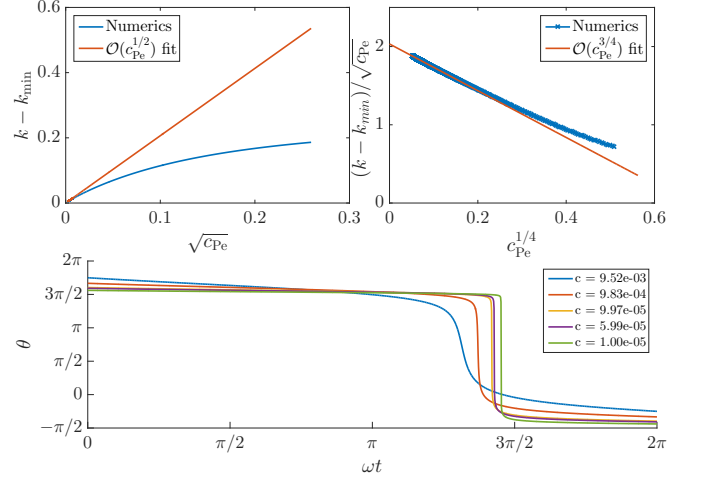 k − k_min
0.6
0.4
0.2
0
0 0.1 0.2 0.3
√c_Pe
Numerics
O(c_Pe^{1/2}) fit
(k − k_min)/√c_Pe
2
1
0
0 0.2 0.4 0.6
c_Pe^{1/4}
Numerics
O(c_Pe^{3/4}) fit
θ
2π
3π/2
π
π/2
0
−π/2
0 π/2 π 3π/2 2π
ωt
c = 9.52e-03
c = 9.83e-04
c = 9.97e-05
c = 5.99e-05
c = 1.00e-05